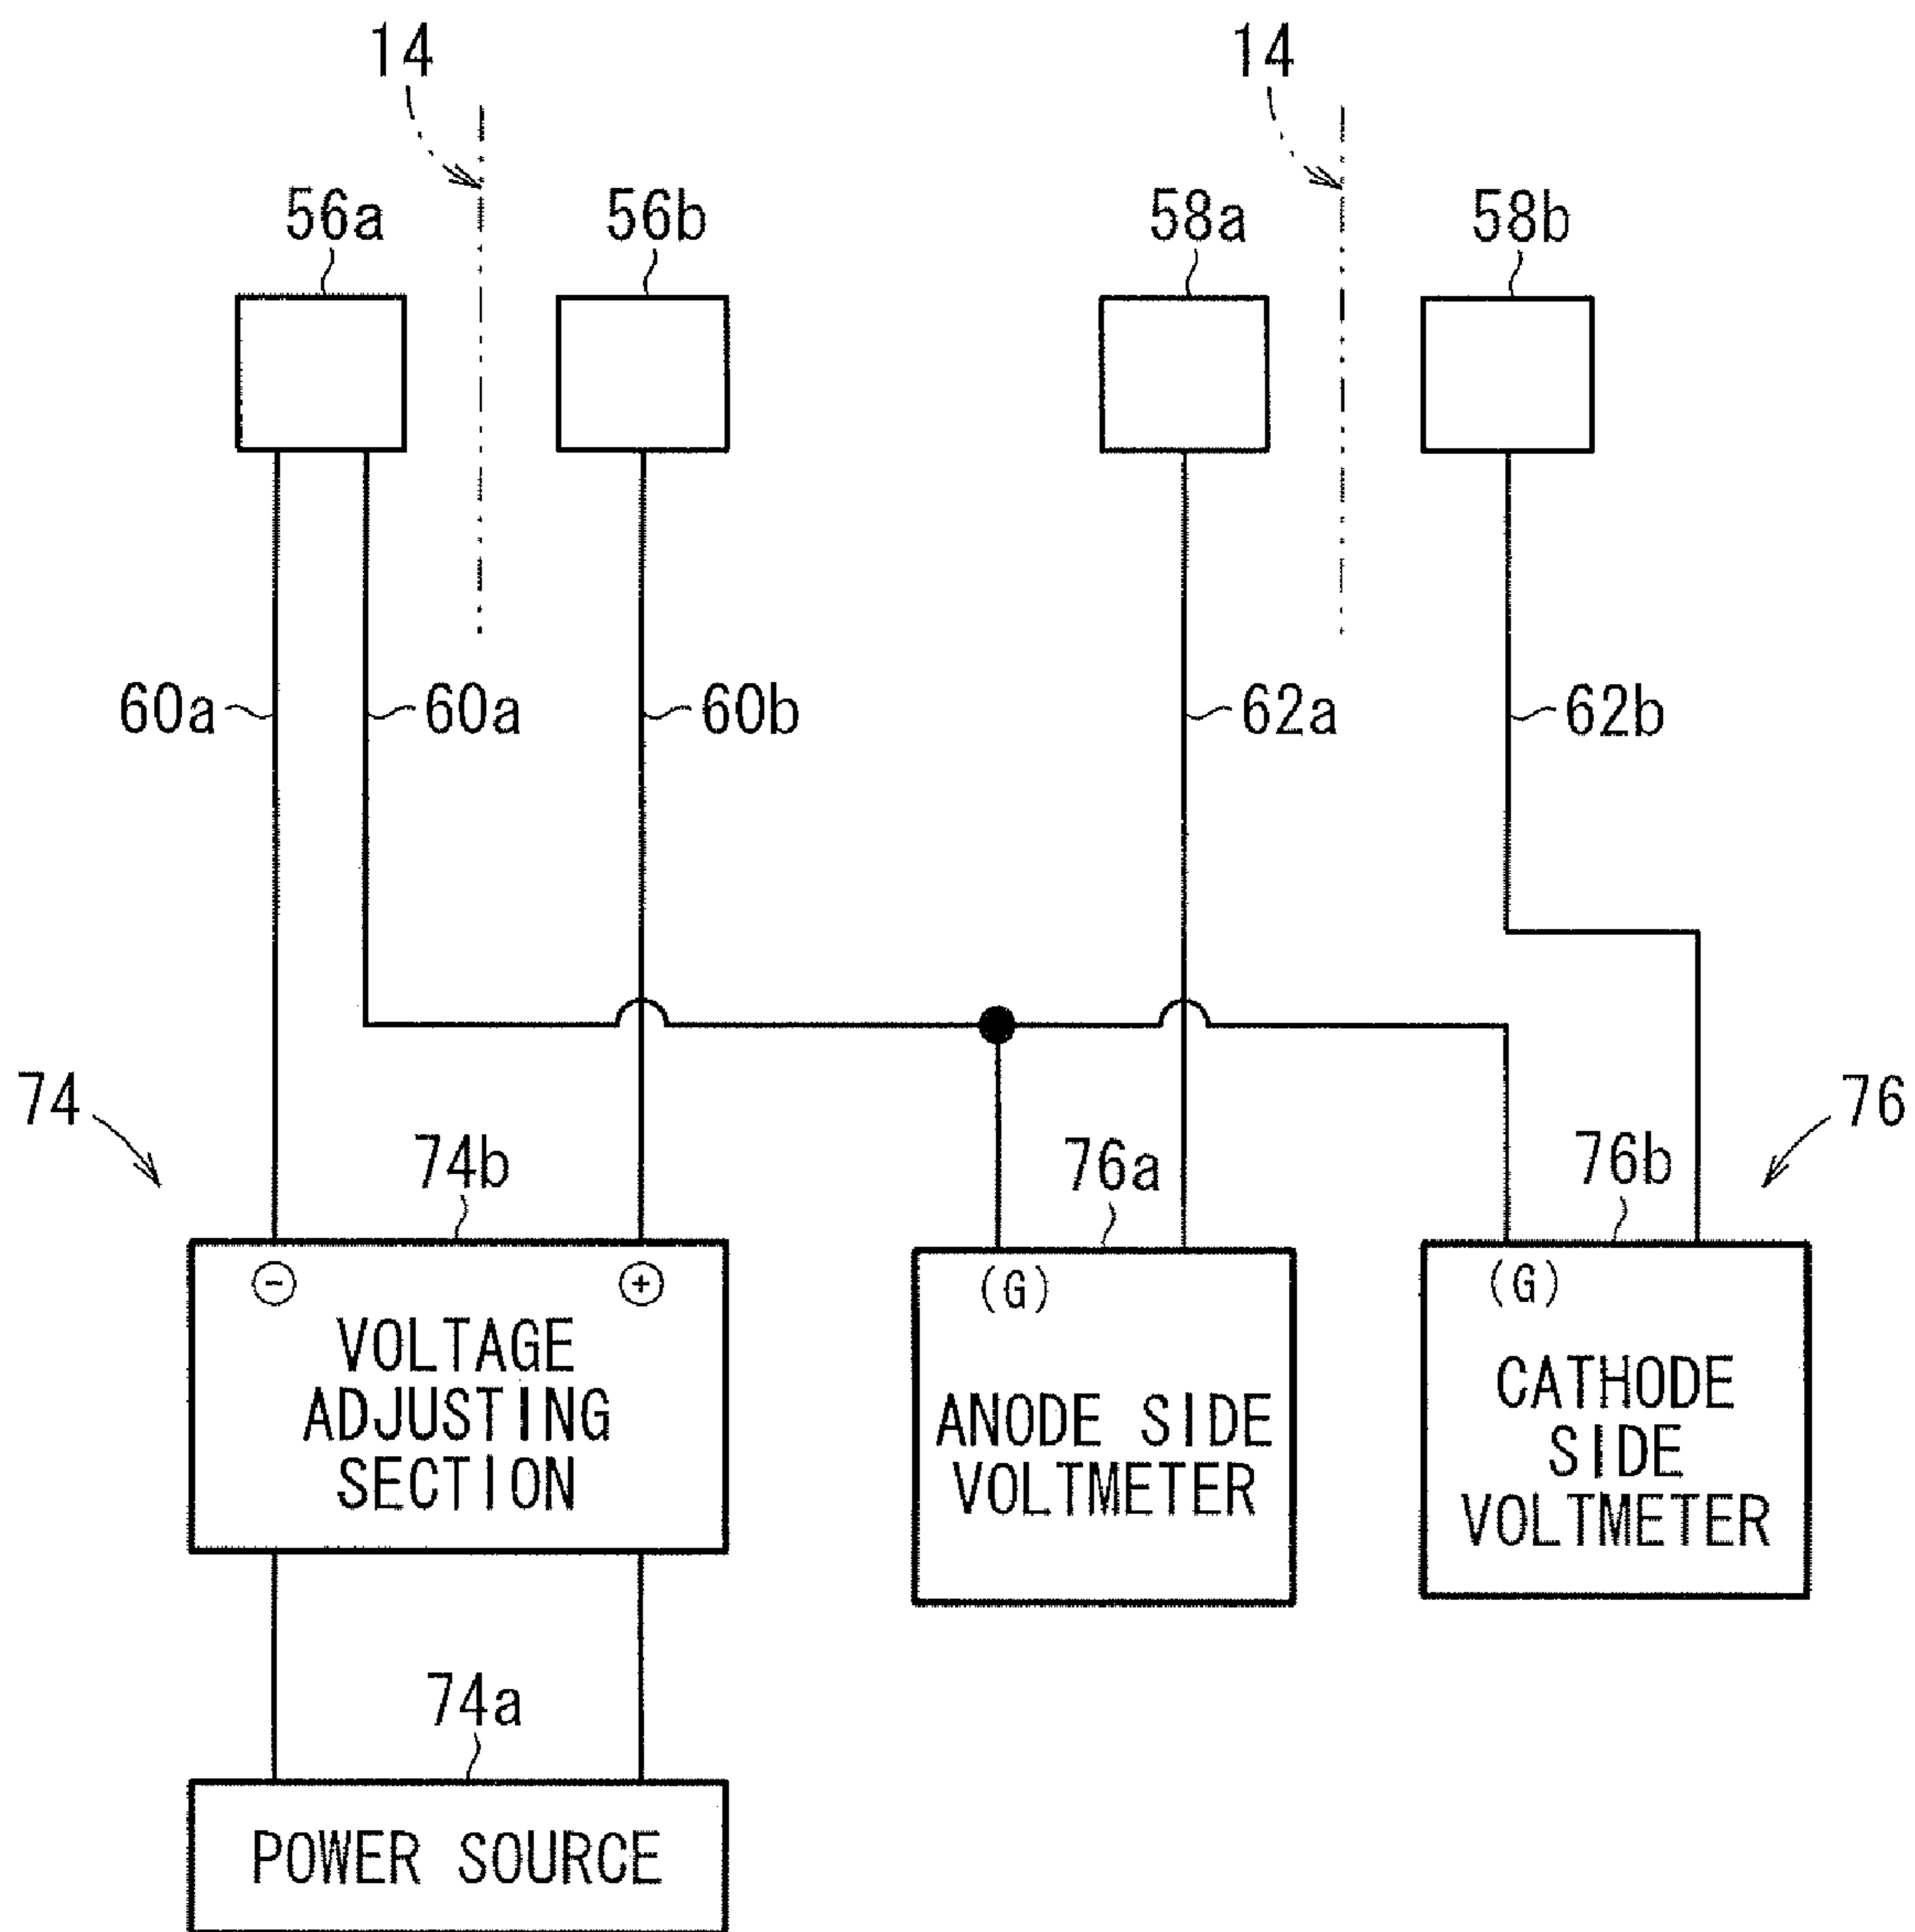 14
14
56a
56b
58a
58b
60a
60a
60b
62a
62b
74
74b
76a
76b
76
−
+
(G)
(G)
VOLTAGE
ADJUSTING
SECTION
ANODE SIDE
VOLTMETER
CATHODE
SIDE
VOLTMETER
74a
POWER SOURCE